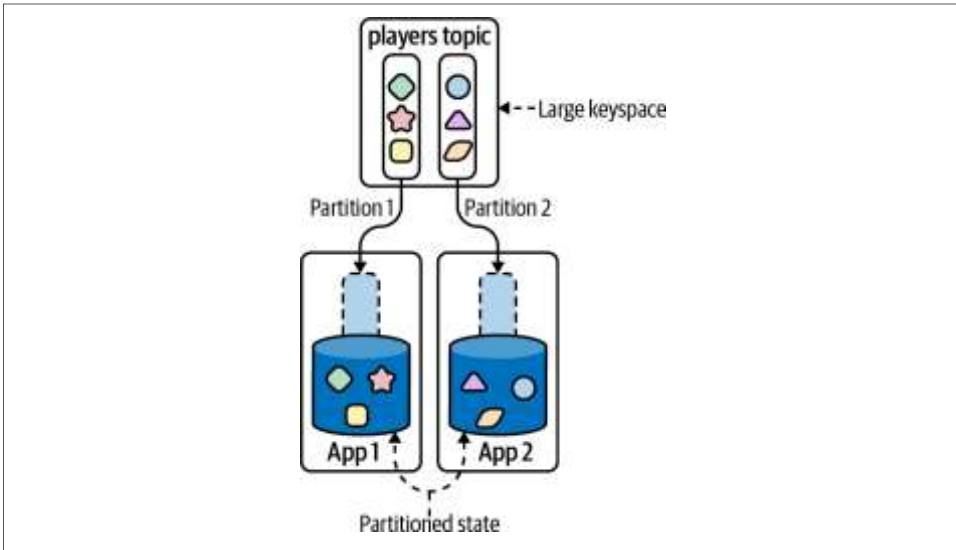 players topic
Large keyspace
Partition 1
Partition 2
App 1
App 2
Partitioned state